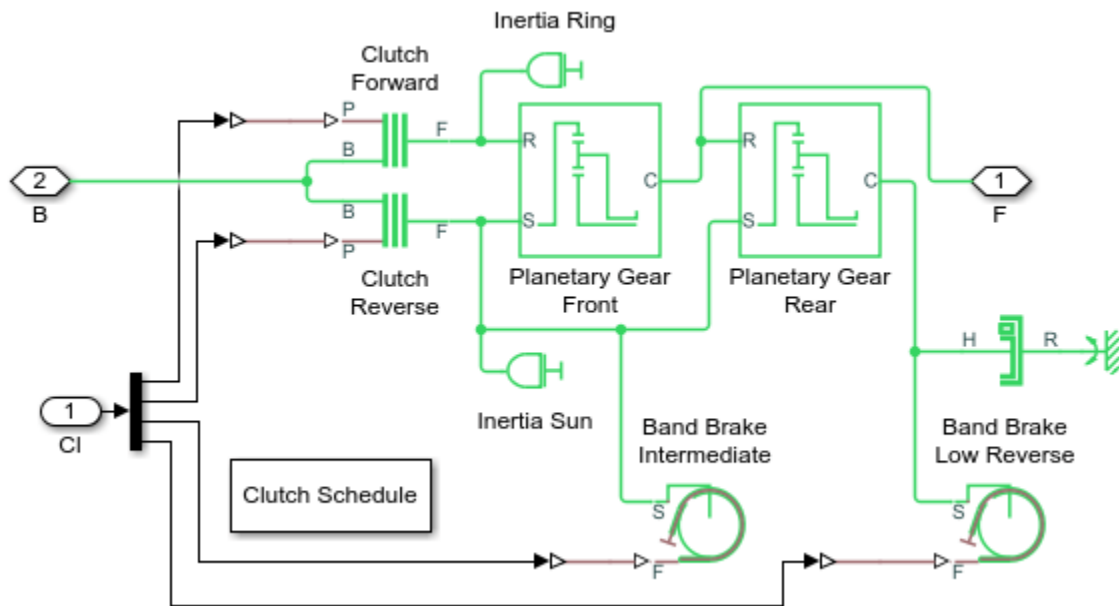 Inertia Ring
Clutch
Forward
P
F
B
R
C
R
C
2
B
1
F
B
S
S
F
P
Clutch
Reverse
Planetary Gear
Front
Planetary Gear
Rear
H
R
1
CI
Inertia Sun
Band Brake
Intermediate
Band Brake
Low Reverse
Clutch Schedule
S
S
F
F